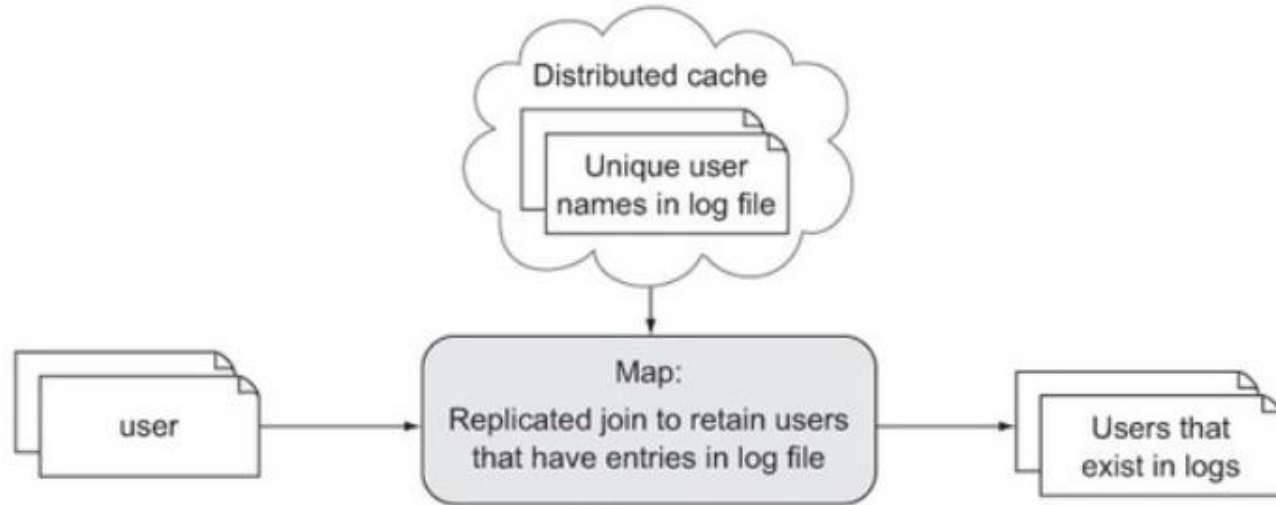 Distributed cache
Unique user
names in log file
Map:
Replicated join to retain users
that have entries in log file
user
Users that
exist in logs